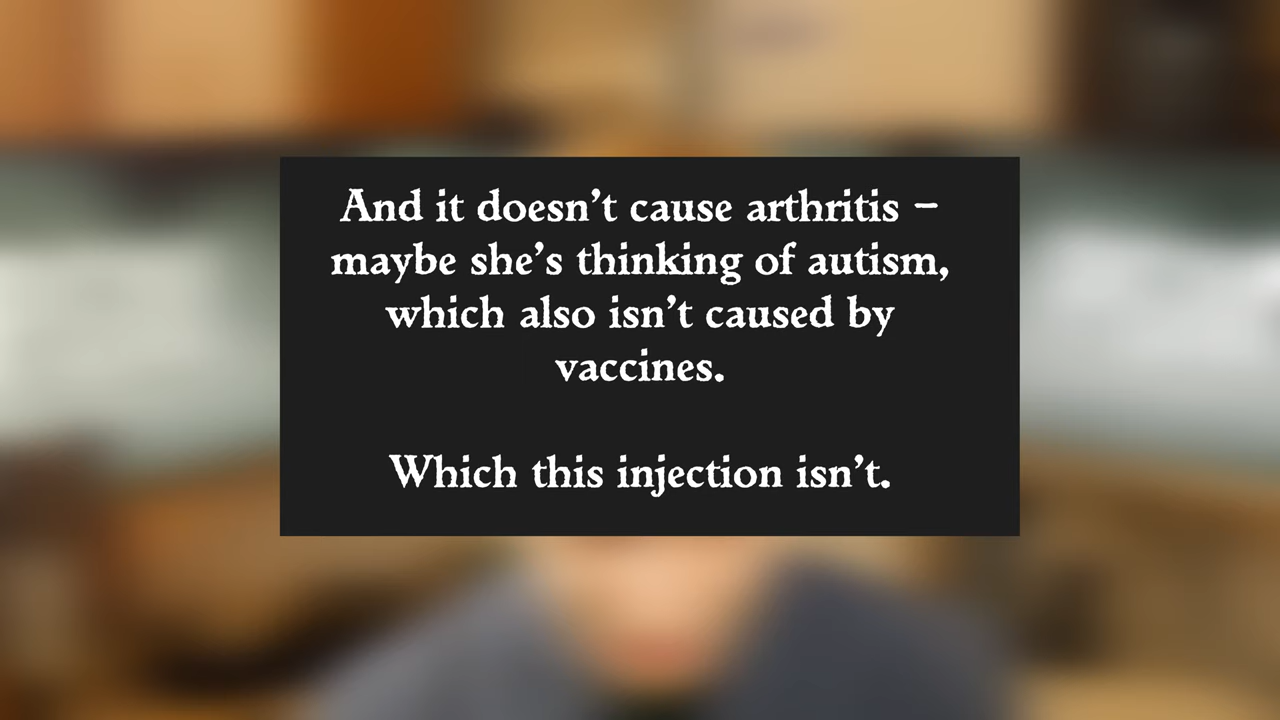 And it doesn’t cause arthritis –
maybe she’s thinking of autism,
which also isn’t caused by
vaccines.
Which this injection isn’t.